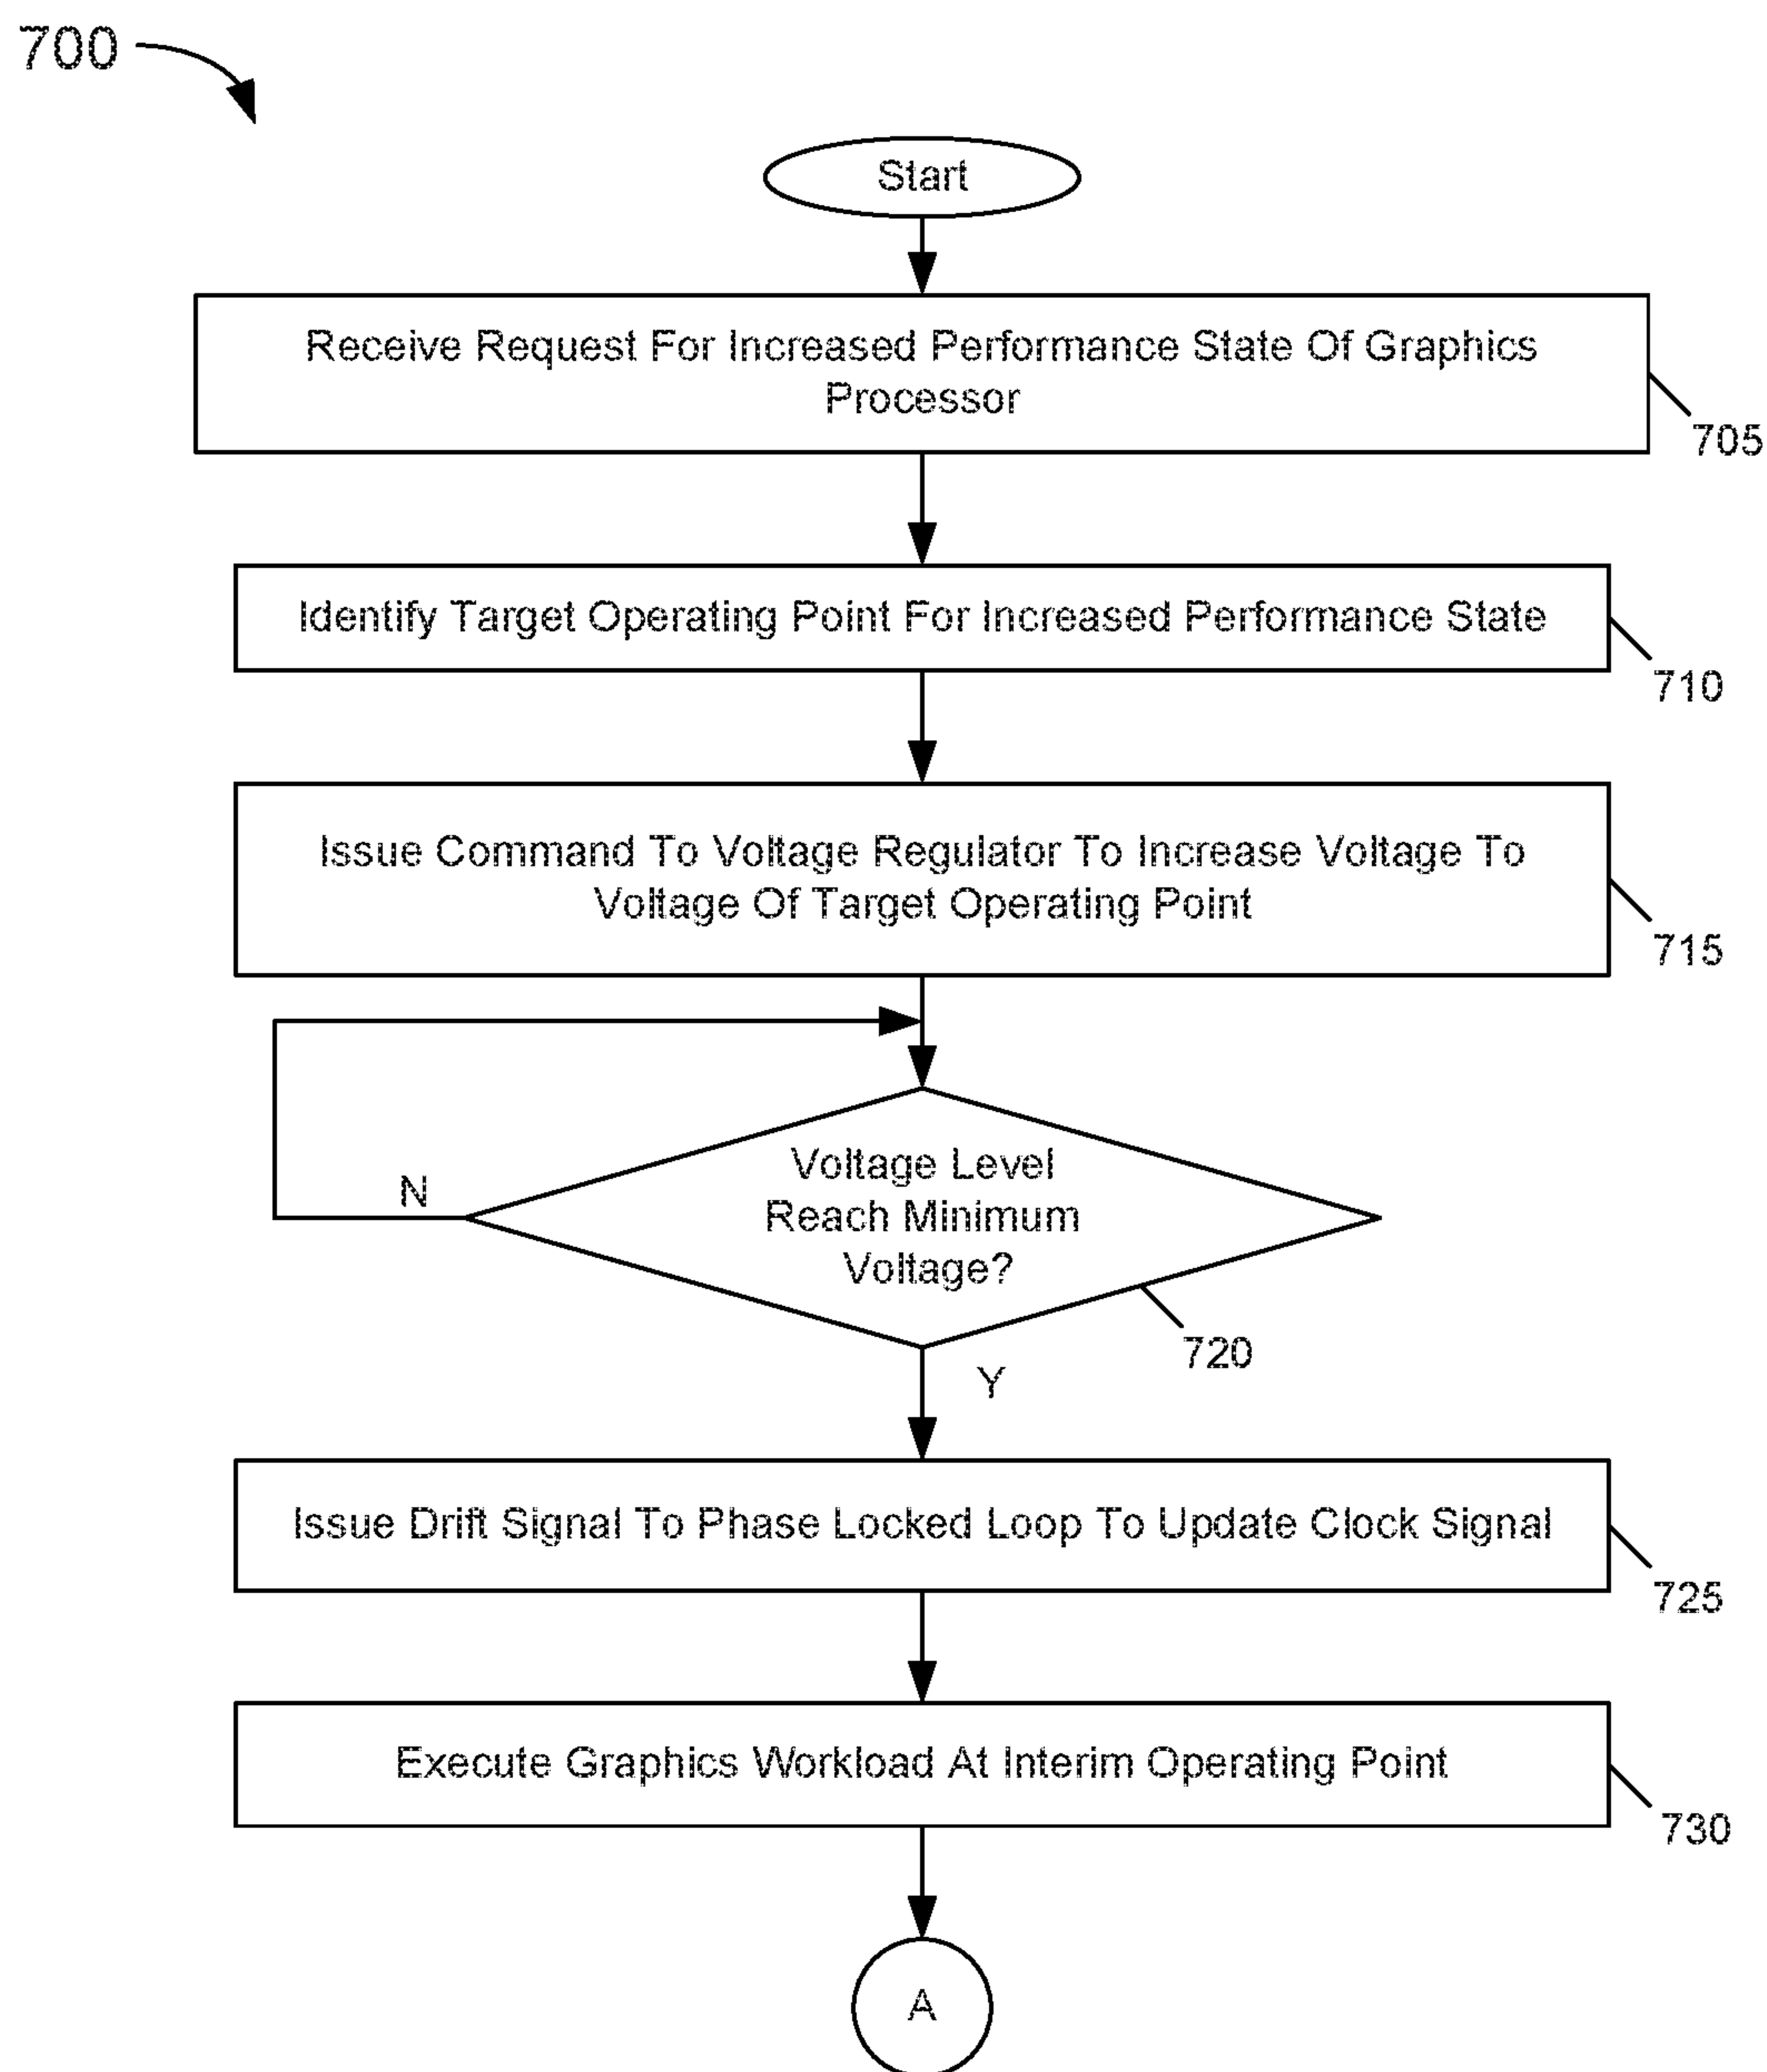 700
Start
Receive Request For Increased Performance State Of Graphics
Processor
705
Identify Target Operating Point For Increased Performance State
710
Issue Command To Voltage Regulator To Increase Voltage To
Voltage Of Target Operating Point
715
Voltage Level
Reach Minimum
Voltage?
N
720
Y
Issue Drift Signal To Phase Locked Loop To Update Clock Signal
725
Execute Graphics Workload At Interim Operating Point
730
A